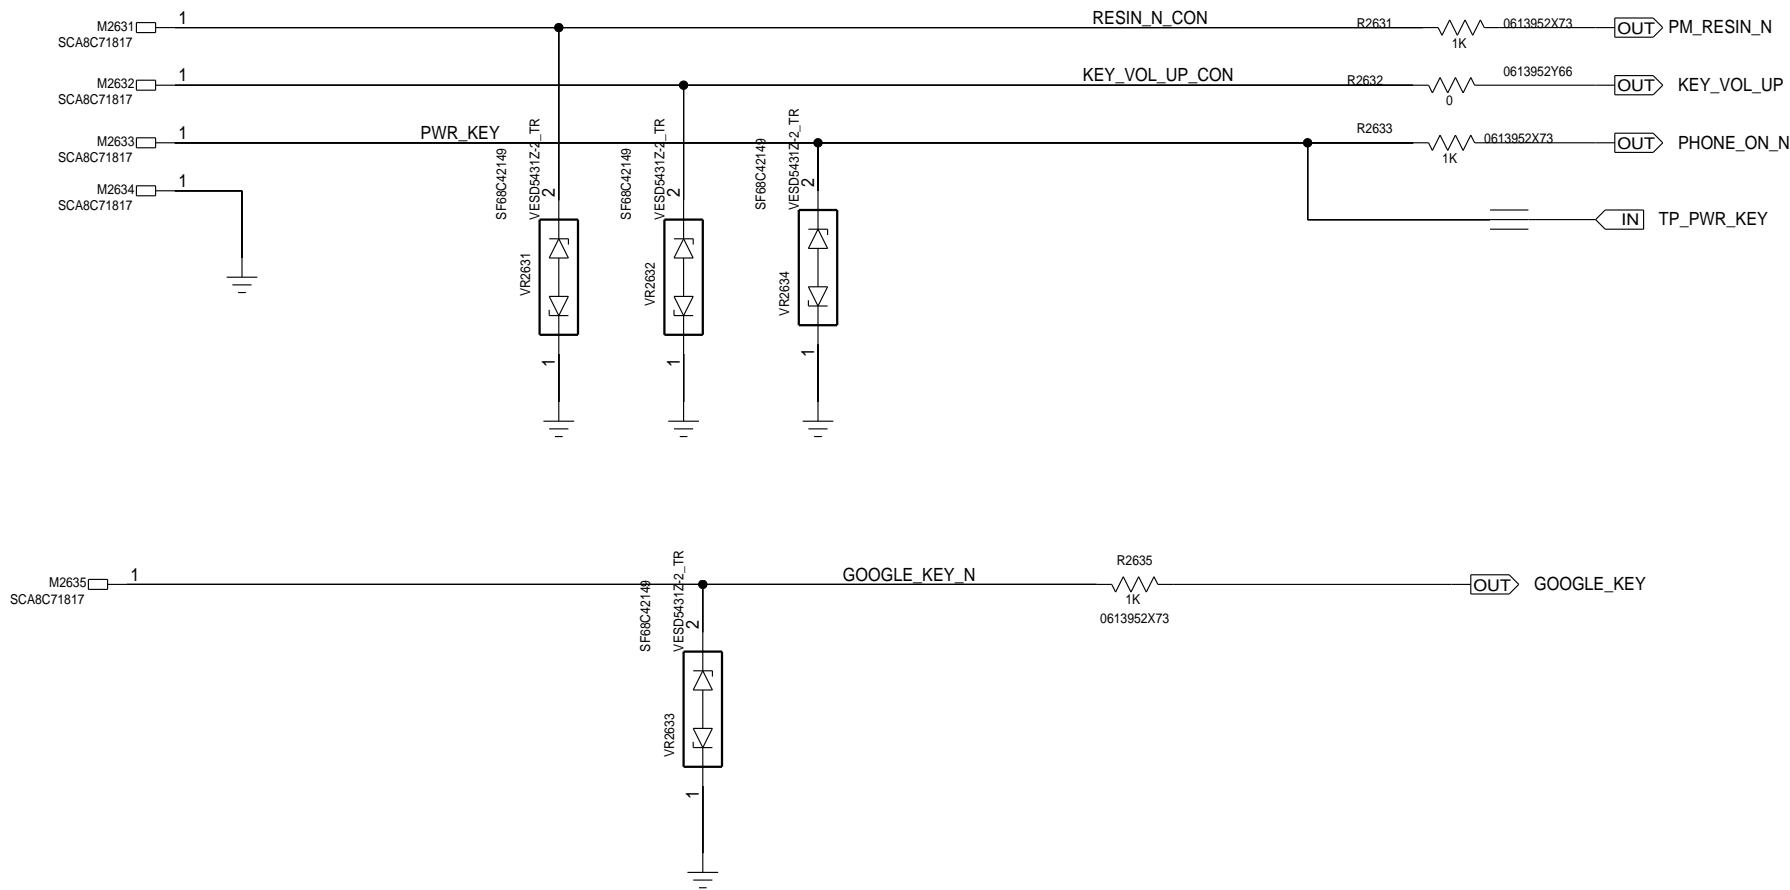 M2631
SCA8C71817
1
RESIN_N_CON
R2631
1K
0613952X73
OUT
PM_RESIN_N
M2632
SCA8C71817
1
KEY_VOL_UP_CON
R2632
0
0613952Y66
OUT
KEY_VOL_UP
M2633
SCA8C71817
1
PWR_KEY
R2633
1K
0613952X73
OUT
PHONE_ON_N
M2634
SCA8C71817
1
IN
TP_PWR_KEY
SF68C42149
VESD5431Z-2_TR
2
VR2631
1
SF68C42149
VESD5431Z-2_TR
2
VR2632
1
SF68C42149
VESD5431Z-2_TR
2
VR2634
1
M2635
SCA8C71817
1
GOOGLE_KEY_N
R2635
1K
0613952X73
OUT
GOOGLE_KEY
SF68C42149
VESD5431Z-2_TR
2
VR2633
1